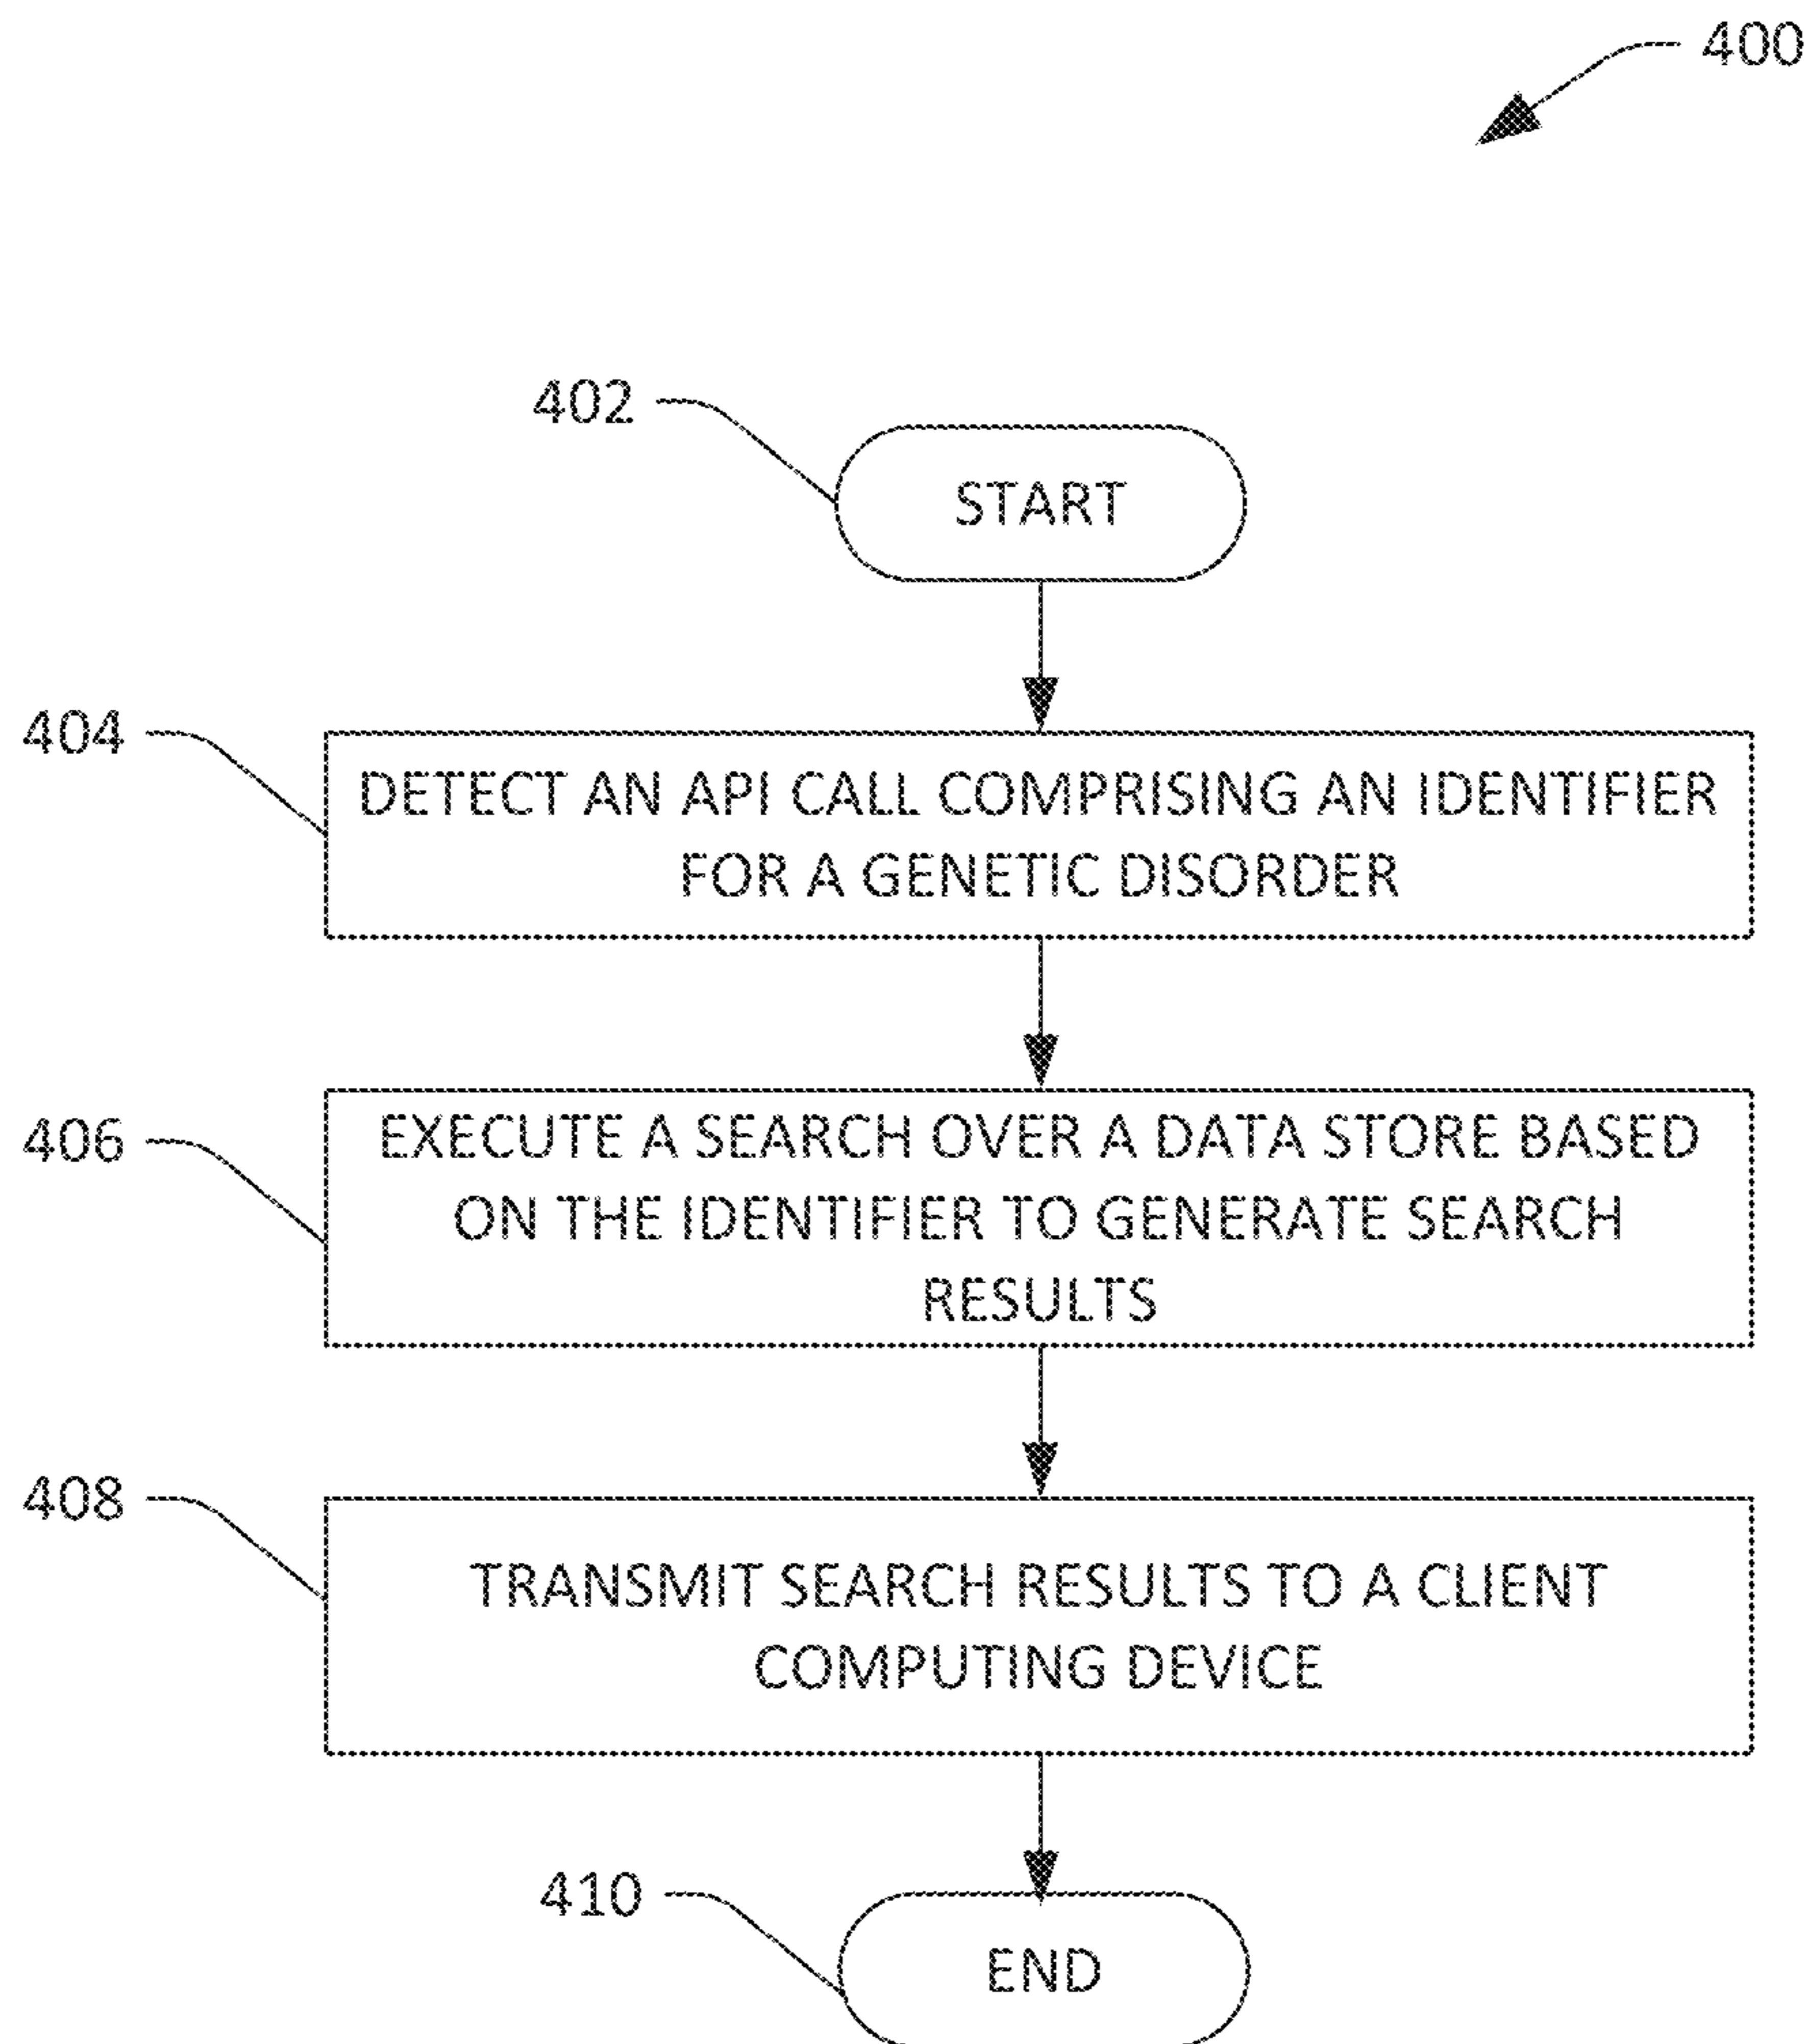 400
402
START
404
DETECT AN API CALL COMPRISING AN IDENTIFIER
FOR A GENETIC DISORDER
406
EXECUTE A SEARCH OVER A DATA STORE BASED
ON THE IDENTIFIER TO GENERATE SEARCH
RESULTS
408
TRANSMIT SEARCH RESULTS TO A CLIENT
COMPUTING DEVICE
410
END